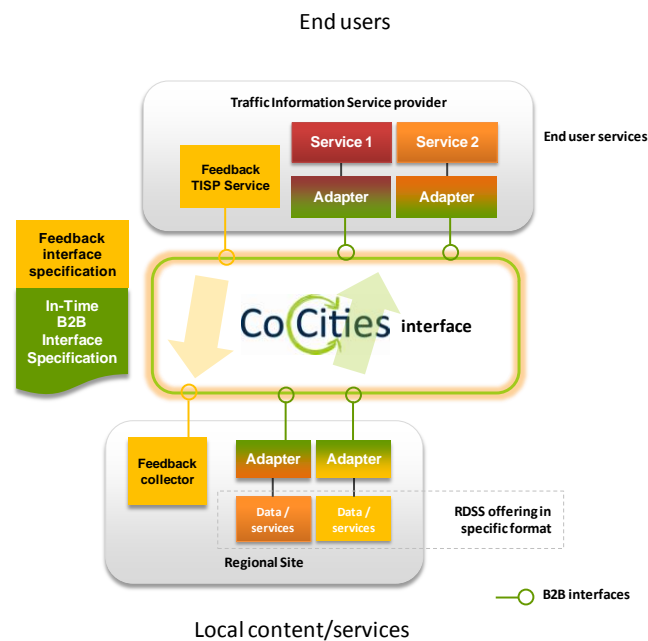 End users
Traffic Information Service provider
End user services
Service 1
Service 2
Feedback
TISP Service
Adapter
Adapter
Feedback
interface
specification
In-Time
B2B
Interface
Specification
CoCities interface
Feedback
collector
Adapter
Adapter
Data /
services
Data /
services
RDSS offering in
specific format
Regional Site
B2B interfaces
Local content/services